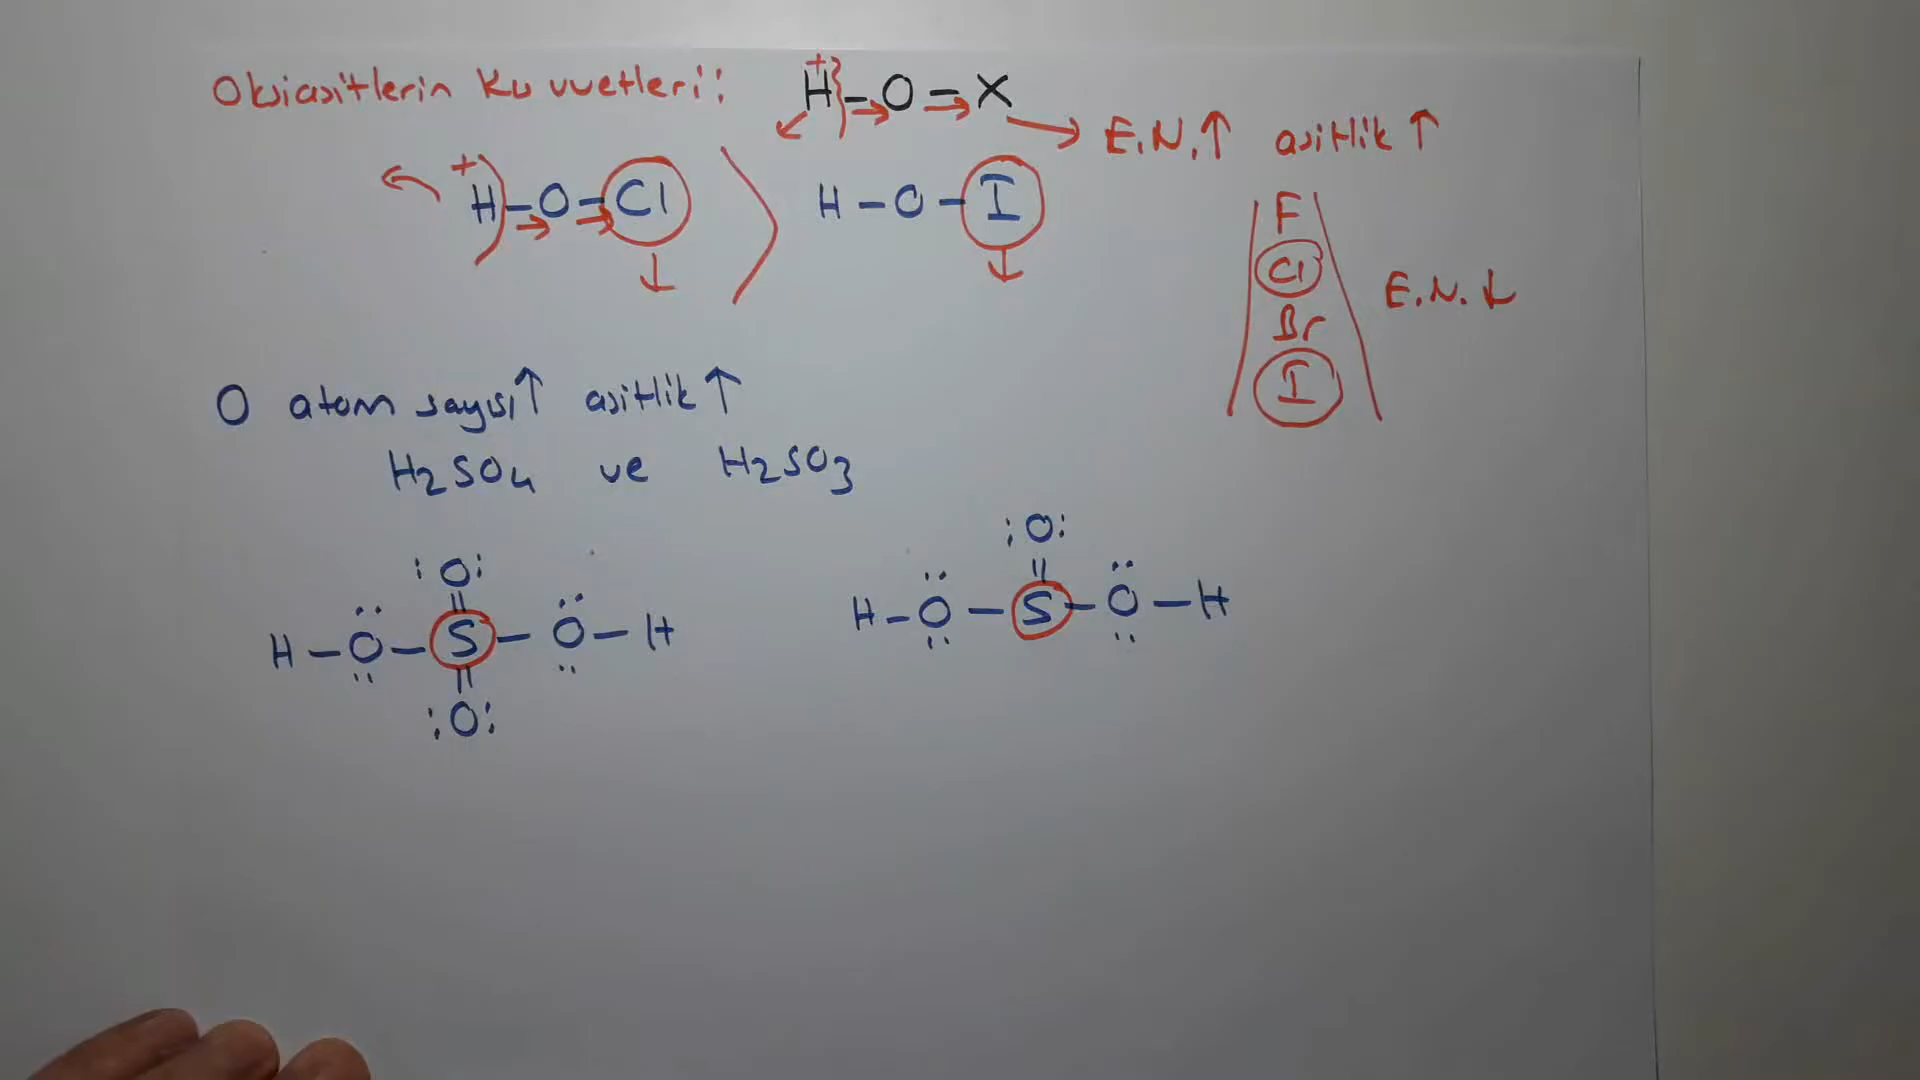 Oksiasitlerin Kuvvetleri: H+ – O – X
E.N.↑ asitlik ↑
H+ – O – Cl > H – O – I
F
Cl
Br
I
E.N. ↓
O atom sayısı↑ asitlik ↑
H2SO4 ve H2SO3
:O:
||
H – O – S – O – H
||
:O:
:O:
||
H – O – S – O – H